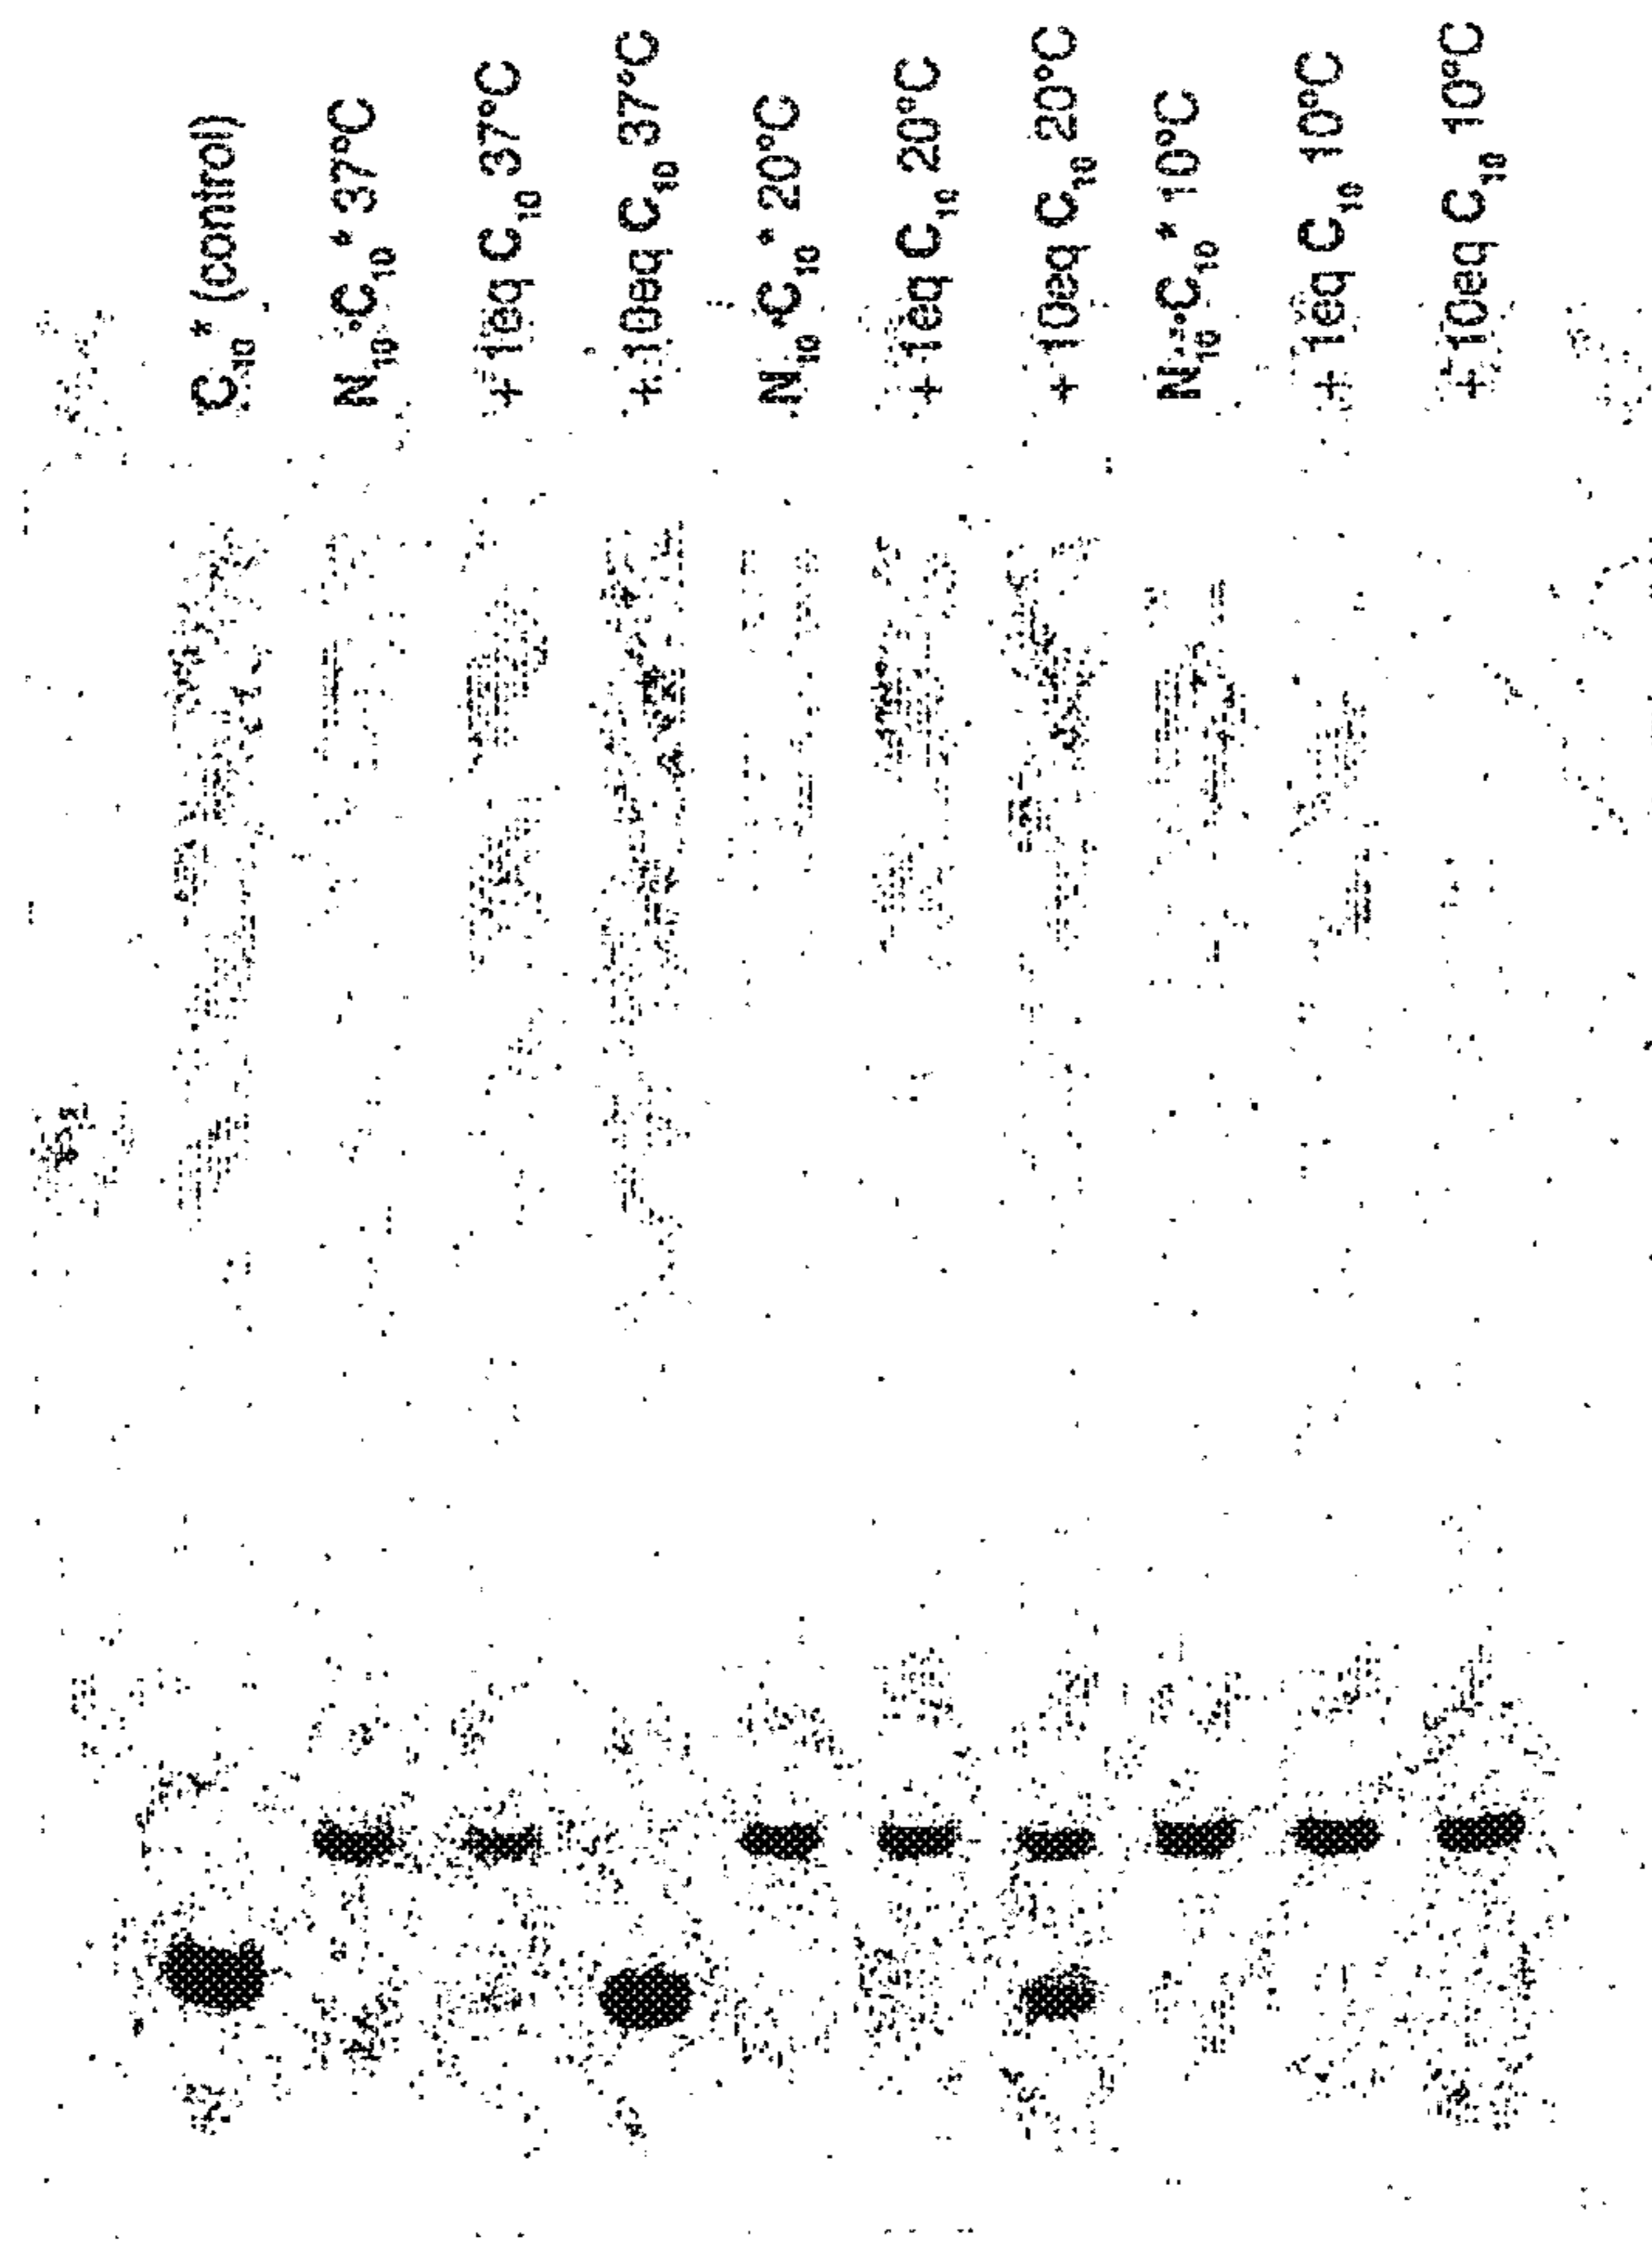 C₁₀* (control)
N₁₀·C₁₀* 37°C
+ 1eq C₁₀ 37°C
+ 10eq C₁₀ 37°C
N₁₀·C₁₀* 20°C
+ 1eq C₁₀ 20°C
+ 10eq C₁₀ 20°C
N₁₀·C₁₀* 10°C
+ 1eq C₁₀ 10°C
+ 10eq C₁₀ 10°C